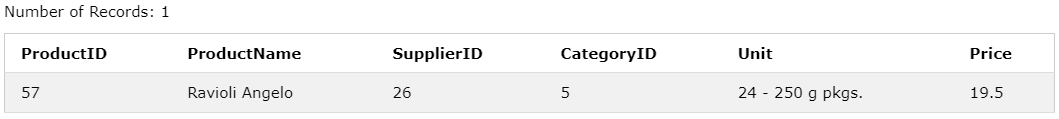 Number of Records: 1
ProductID ProductName SupplierID CategoryID Unit Price
57 Ravioli Angelo 26 5 24 - 250 g pkgs. 19.5